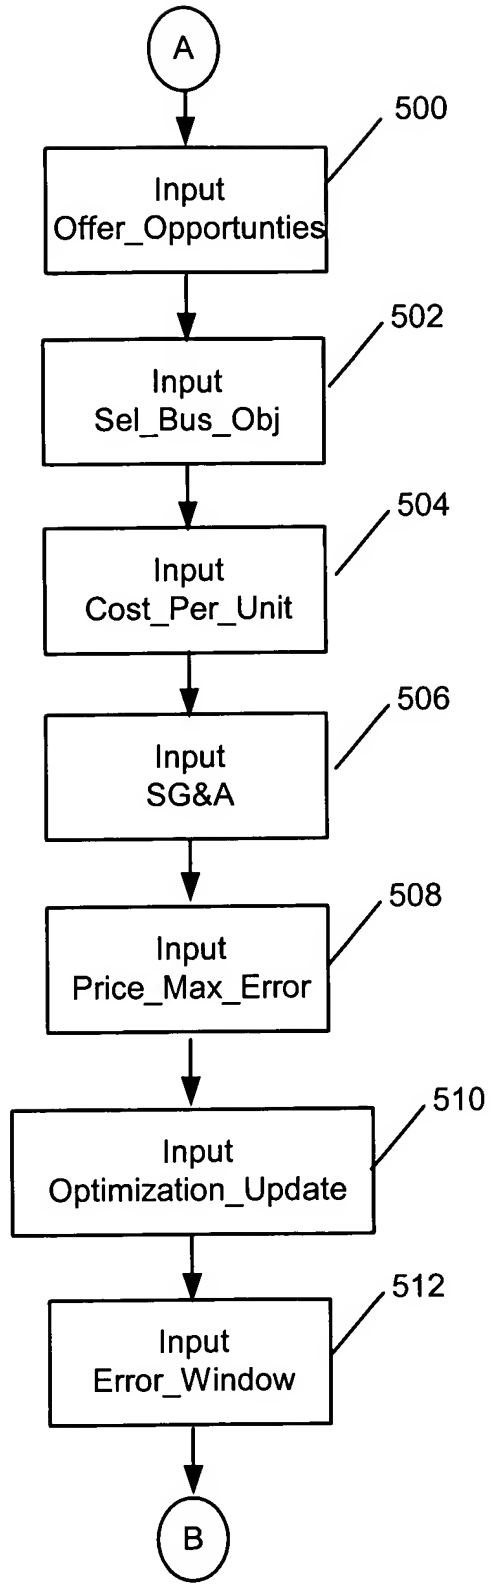 A
500
Input
Offer_Opportunties
502
Input
Sel_Bus_Obj
504
Input
Cost_Per_Unit
506
Input
SG&A
508
Input
Price_Max_Error
510
Input
Optimization_Update
512
Input
Error_Window
B